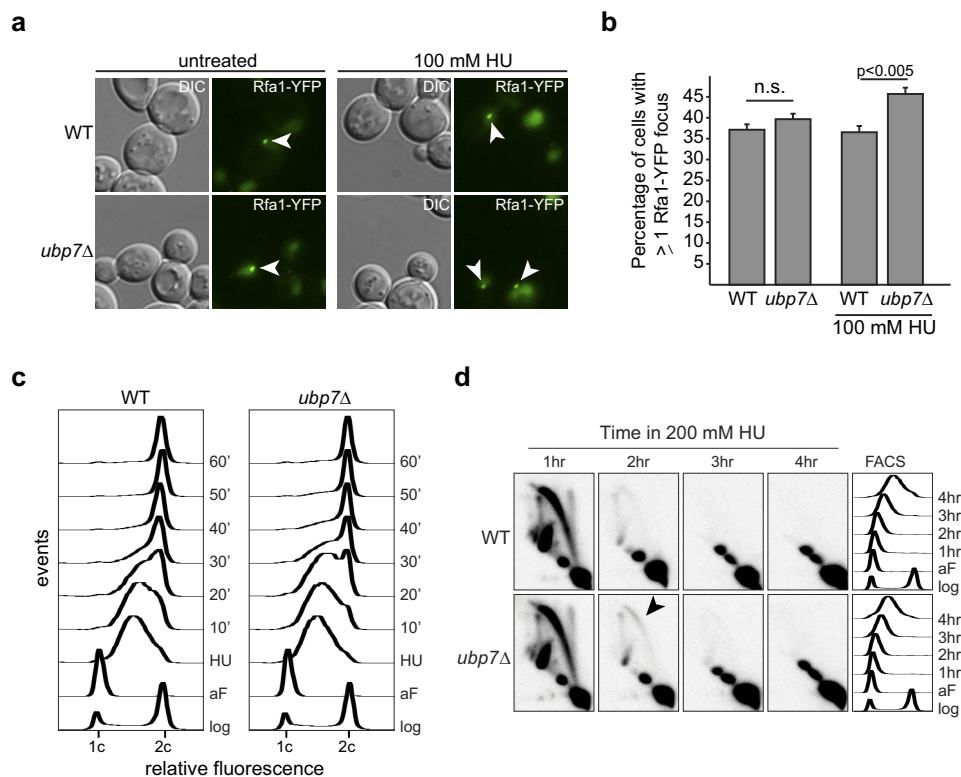 a
untreated
100 mM HU
DIC
Rfa1-YFP
DIC
Rfa1-YFP
WT
Rfa1-YFP
Rfa1-YFP
ubp7Δ
b
Percentage of cells with
≥ 1 Rfa1-YFP focus
45
40
35
30
25
20
15
10
5
n.s.
p<0.005
WT
ubp7Δ
WT
ubp7Δ
100 mM HU
c
WT
ubp7Δ
events
60'
50'
40'
30'
20'
10'
HU
aF
log
60'
50'
40'
30'
20'
10'
HU
aF
log
1c
2c
1c
2c
relative fluorescence
d
Time in 200 mM HU
1hr
2hr
3hr
4hr
FACS
WT
4hr
3hr
2hr
1hr
aF
log
ubp7Δ
4hr
3hr
2hr
1hr
aF
log